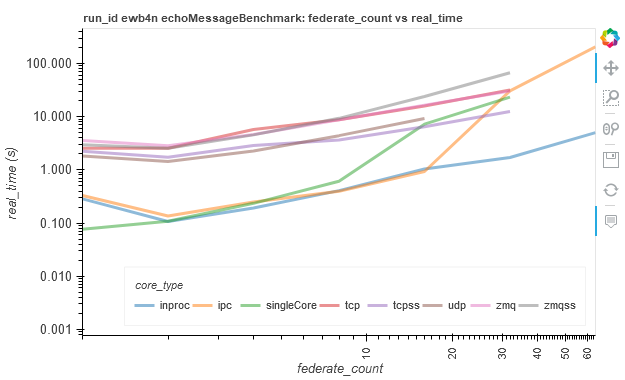 run_id ewb4n echoMessageBenchmark: federate_count vs real_time
100.000
10.000
1.000
0.100
0.010
0.001
real_time (s)
core_type
inproc ipc singleCore tcp tcpss udp zmq zmqss
10 20 30 40 50 60
federate_count